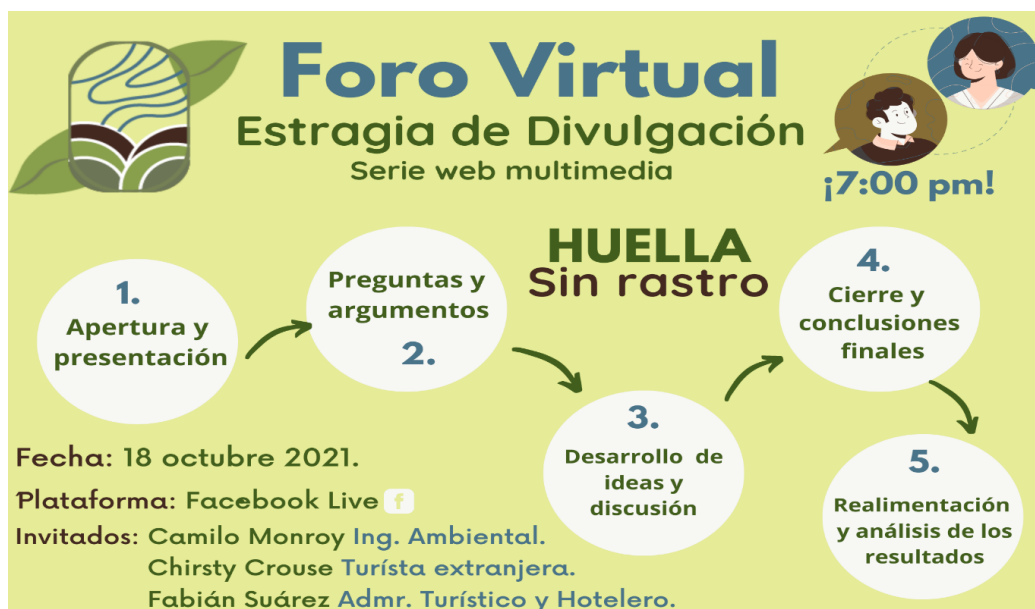 Foro Virtual
Estragia de Divulgación
Serie web multimedia
¡7:00 pm!
HUELLA
Sin rastro
1.
Apertura y
presentación
Preguntas y
argumentos
2.
3.
Desarrollo de
ideas y
discusión
4.
Cierre y
conclusiones
finales
5.
Realimentación
y análisis de los
resultados
Fecha: 18 octubre 2021.
Plataforma: Facebook Live f
Invitados: Camilo Monroy Ing. Ambiental.
Chirsty Crouse Turísta extranjera.
Fabián Suárez Admr. Turístico y Hotelero.